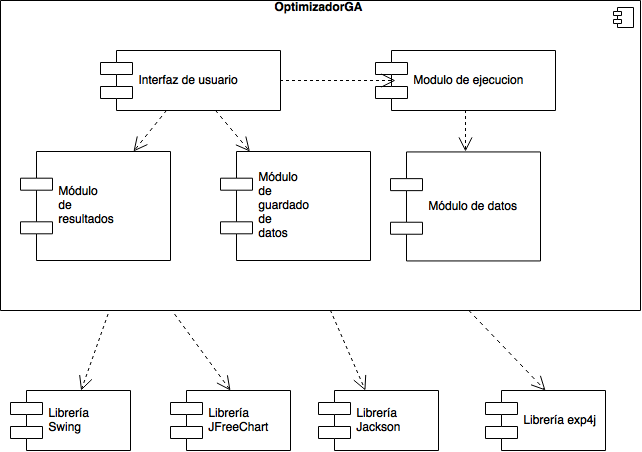 OptimizadorGA
Interfaz de usuario
Modulo de ejecucion
Módulo
de
resultados
Módulo
de
guardado
de
datos
Módulo de datos
Librería
Swing
Librería
JFreeChart
Librería
Jackson
Librería exp4j